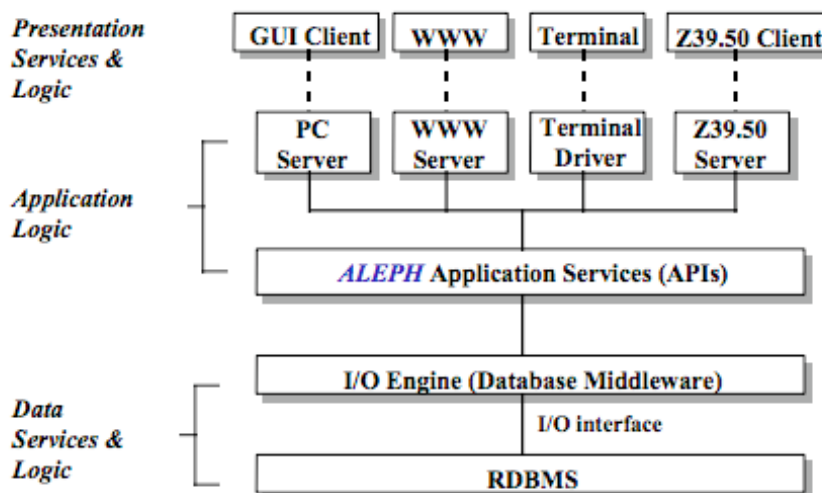 Presentation
Services &
Logic
GUI Client
WWW
Terminal
Z39.50 Client
PC
Server
WWW
Server
Terminal
Driver
Z39.50
Server
Application
Logic
ALEPH Application Services (APIs)
I/O Engine (Database Middleware)
I/O interface
Data
Services &
Logic
RDBMS